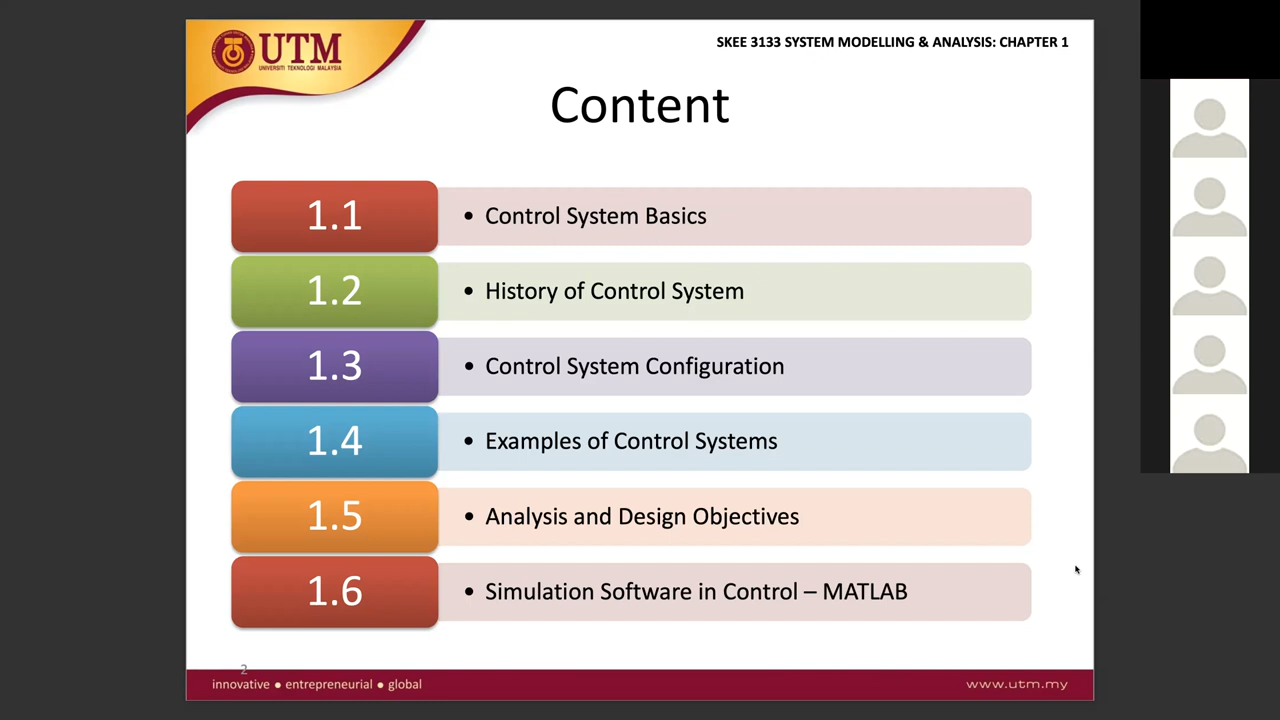 UTM
UNIVERSITI TEKNOLOGI MALAYSIA
SKEE 3133 SYSTEM MODELLING & ANALYSIS: CHAPTER 1
Content
1.1 • Control System Basics
1.2 • History of Control System
1.3 • Control System Configuration
1.4 • Examples of Control Systems
1.5 • Analysis and Design Objectives
1.6 • Simulation Software in Control – MATLAB
2
innovative ● entrepreneurial ● global
www.utm.my